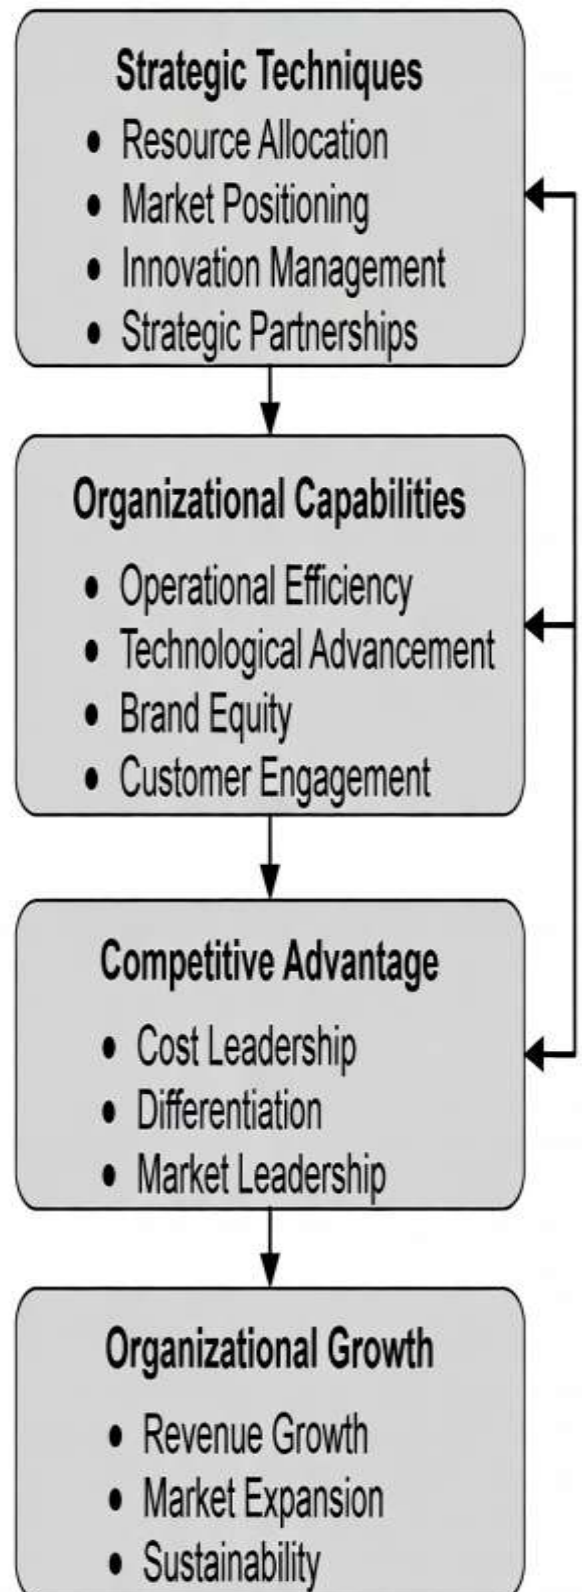 Strategic Techniques
• Resource Allocation
• Market Positioning
• Innovation Management
• Strategic Partnerships
Organizational Capabilities
• Operational Efficiency
• Technological Advancement
• Brand Equity
• Customer Engagement
Competitive Advantage
• Cost Leadership
• Differentiation
• Market Leadership
Organizational Growth
• Revenue Growth
• Market Expansion
• Sustainability